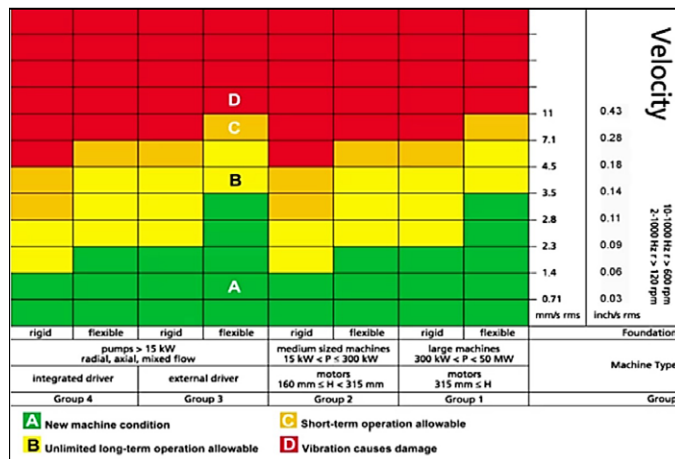 D
C
B
A
11
7.1
4.5
3.5
2.8
2.3
1.4
0.71
mm/s rms
0.43
0.28
0.18
0.14
0.11
0.09
0.06
0.03
inch/s rms
Velocity
10-1000 Hz r > 600 rpm
2-1000 Hz r > 120 rpm
rigid flexible rigid flexible rigid flexible rigid flexible Foundation
pumps > 15 kW
radial, axial, mixed flow
medium sized machines
15 kW < P ≤ 300 kW
large machines
300 kW < P < 50 MW
Machine Type
integrated driver external driver
motors
160 mm ≤ H < 315 mm
motors
315 mm ≤ H
Group 4 Group 3 Group 2 Group 1 Group
A New machine condition
C Short-term operation allowable
B Unlimited long-term operation allowable
D Vibration causes damage